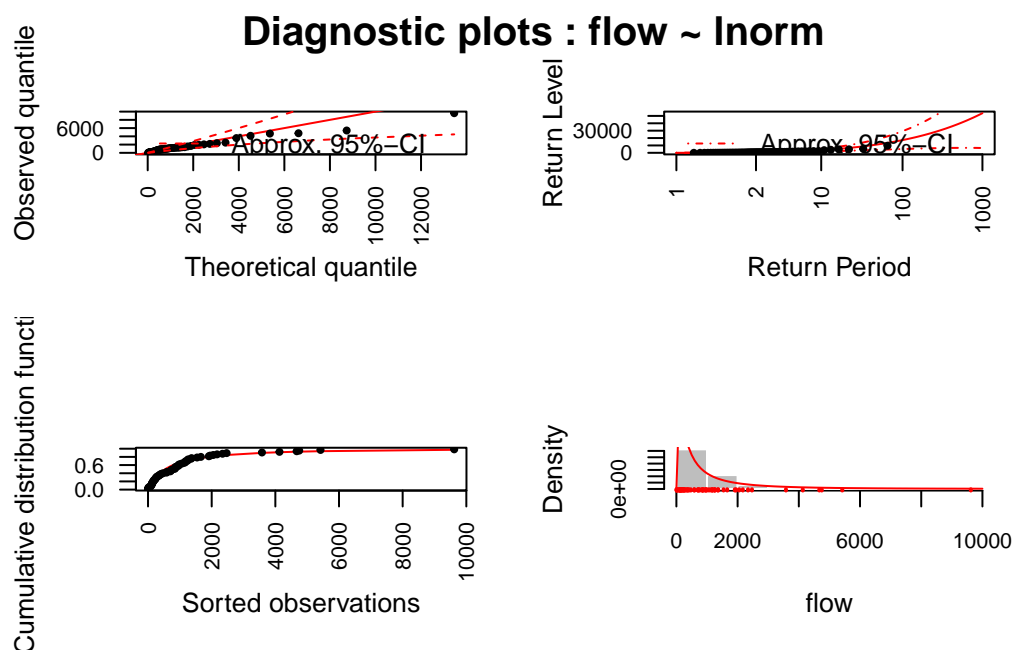 Diagnostic plots : flow ~ lnorm
Observed quantile
6000
0
Approx. 95%−CI
0
2000
4000
6000
8000
10000
12000
Theoretical quantile
Return Level
30000
0
Approx. 95%−CI
1
2
10
100
1000
Return Period
Cumulative distribution functi
0.6
0.0
0
2000
4000
6000
8000
10000
Sorted observations
Density
0e+00
0
2000
6000
10000
flow